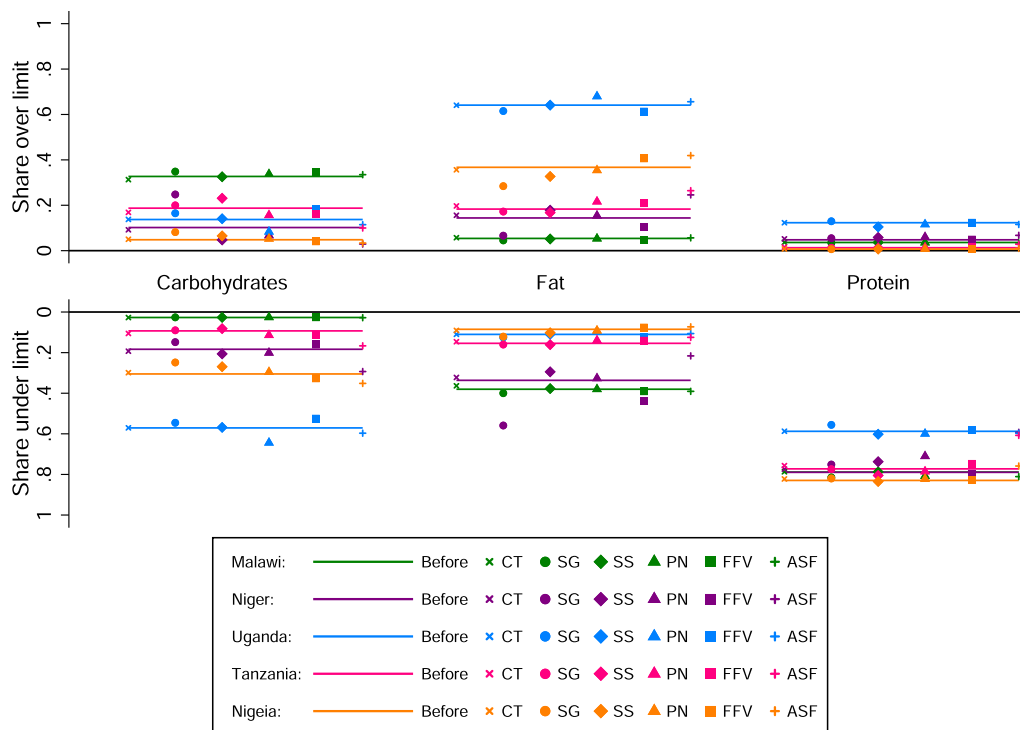 Share over limit
1
.8
.6
.4
.2
0
Carbohydrates Fat Protein
Share under limit
0
.2
.4
.6
.8
1
Malawi: Before CT SG SS PN FFV ASF
Niger: Before CT SG SS PN FFV ASF
Uganda: Before CT SG SS PN FFV ASF
Tanzania: Before CT SG SS PN FFV ASF
Nigeia: Before CT SG SS PN FFV ASF